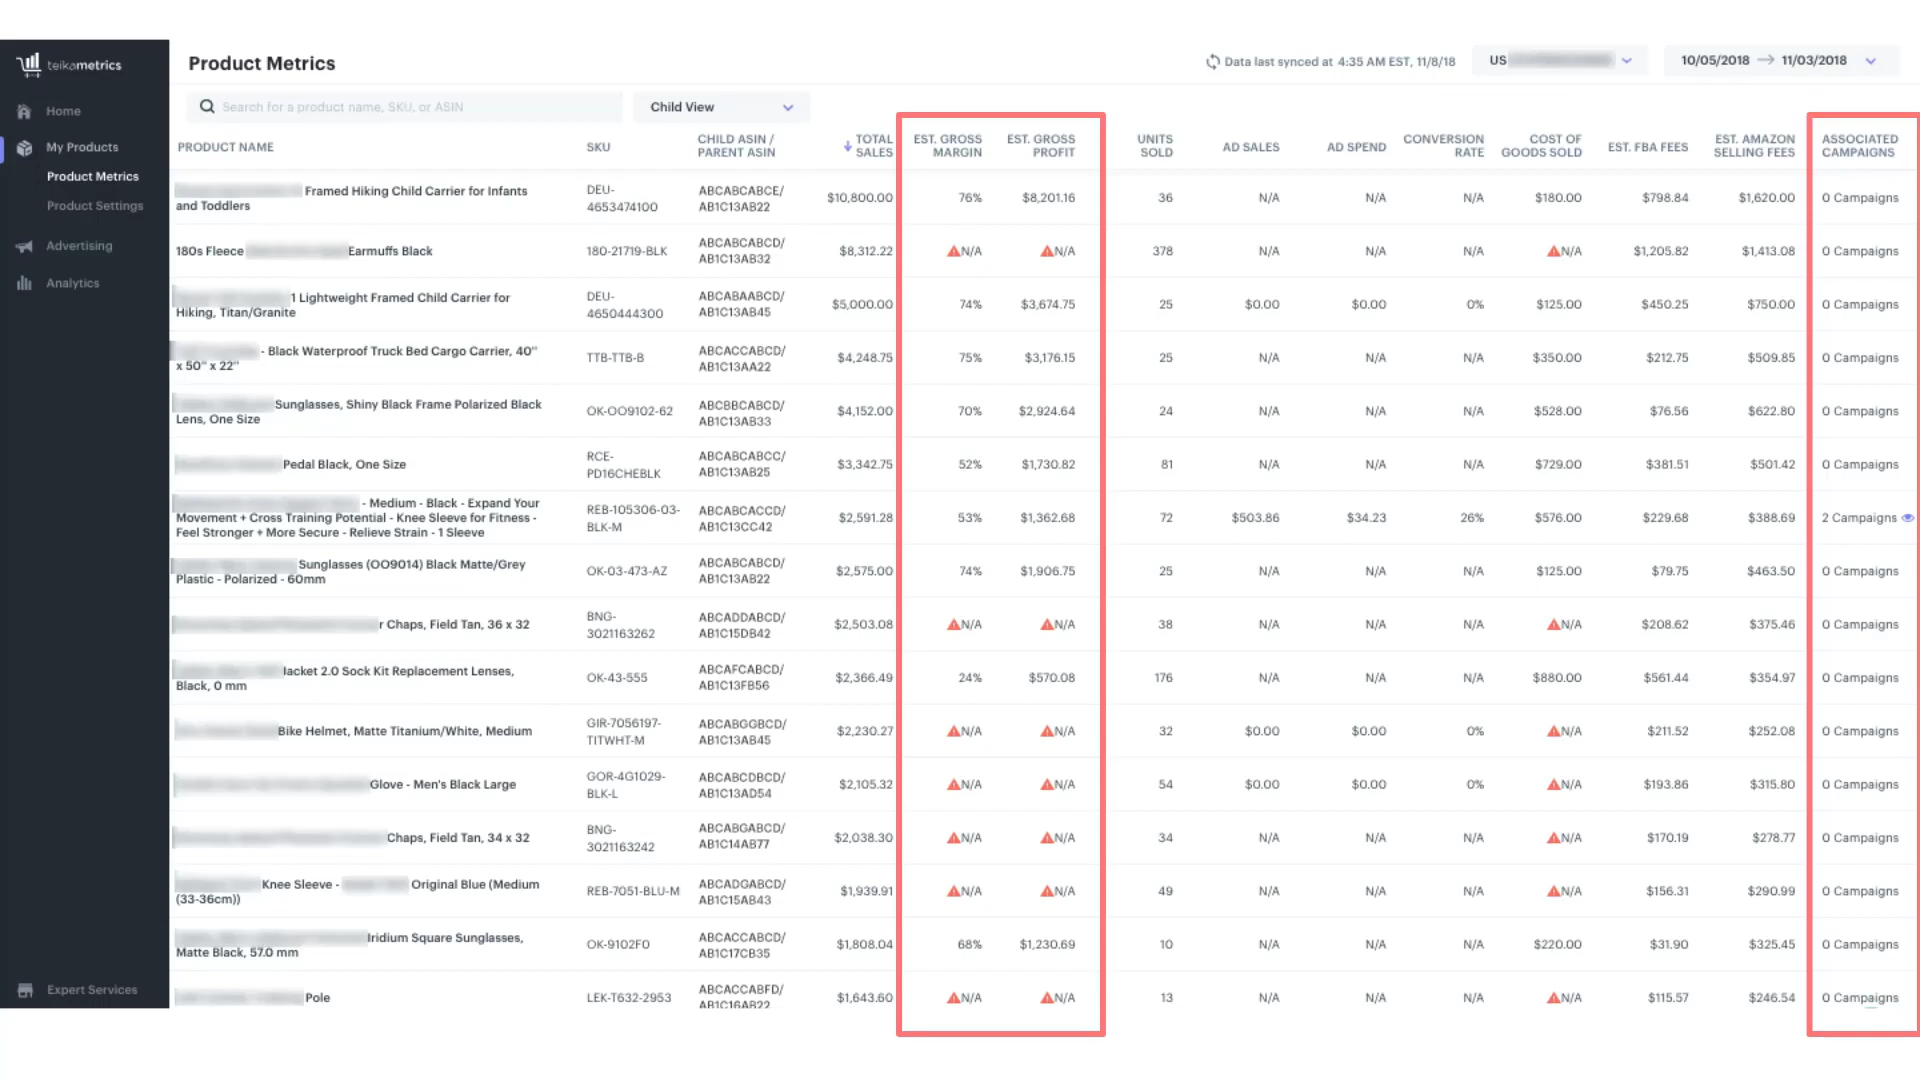 teikametrics
Product Metrics
Data last synced at 4:35 AM EST, 11/8/18
US
10/05/2018 → 11/03/2018
Home
My Products
Product Metrics
Product Settings
Advertising
Analytics
Expert Services
Search for a product name, SKU, or ASIN
Child View
PRODUCT NAME SKU CHILD ASIN / PARENT ASIN TOTAL SALES EST. GROSS MARGIN EST. GROSS PROFIT UNITS SOLD AD SALES AD SPEND CONVERSION RATE COST OF GOODS SOLD EST. FBA FEES EST. AMAZON SELLING FEES ASSOCIATED CAMPAIGNS
Framed Hiking Child Carrier for Infants and Toddlers DEU-4653474100 ABCABCABCE/ AB1C13AB22 $10,800.00 76% $8,201.16 36 N/A N/A N/A $180.00 $798.84 $1,620.00 0 Campaigns
180s Fleece Earmuffs Black 180-21719-BLK ABCABCABCD/ AB1C13AB32 $8,312.22 N/A N/A 378 N/A N/A N/A N/A $1,205.82 $1,413.08 0 Campaigns
1 Lightweight Framed Child Carrier for Hiking, Titan/Granite DEU-4650444300 ABCABAABCD/ AB1C13AB45 $5,000.00 74% $3,674.75 25 $0.00 $0.00 0% $125.00 $450.25 $750.00 0 Campaigns
- Black Waterproof Truck Bed Cargo Carrier, 40" x 50" x 22" TTB-TTB-B ABCACCABCD/ AB1C13AA22 $4,248.75 75% $3,176.15 25 N/A N/A N/A $350.00 $212.75 $509.85 0 Campaigns
Sunglasses, Shiny Black Frame Polarized Black Lens, One Size OK-OO9102-62 ABCBBCABCD/ AB1C13AB33 $4,152.00 70% $2,924.64 24 N/A N/A N/A $528.00 $76.56 $622.80 0 Campaigns
Pedal Black, One Size RCE-PD16CHEBLK ABCABCABCC/ AB1C13AB25 $3,342.75 52% $1,730.82 81 N/A N/A N/A $729.00 $381.51 $501.42 0 Campaigns
- Medium - Black - Expand Your Movement + Cross Training Potential - Knee Sleeve for Fitness - Feel Stronger + More Secure - Relieve Strain - 1 Sleeve REB-105306-03-BLK-M ABCABCACCD/ AB1C13CC42 $2,591.28 53% $1,362.68 72 $503.86 $34.23 26% $576.00 $229.68 $388.69 2 Campaigns
Sunglasses (OO9014) Black Matte/Grey Plastic - Polarized - 60mm OK-03-473-AZ ABCABCABCD/ AB1C13AB22 $2,575.00 74% $1,906.75 25 N/A N/A N/A $125.00 $79.75 $463.50 0 Campaigns
r Chaps, Field Tan, 36 x 32 BNG-3021163262 ABCADDABCD/ AB1C15DB42 $2,503.08 N/A N/A 38 N/A N/A N/A N/A $208.62 $375.46 0 Campaigns
Jacket 2.0 Sock Kit Replacement Lenses, Black, 0 mm OK-43-555 ABCAFCABCD/ AB1C13FB56 $2,366.49 24% $570.08 176 N/A N/A N/A $880.00 $561.44 $354.97 0 Campaigns
Bike Helmet, Matte Titanium/White, Medium GIR-7056197-TITWHT-M ABCABGGBCD/ AB1C13AB45 $2,230.27 N/A N/A 32 $0.00 $0.00 0% N/A $211.52 $252.08 0 Campaigns
Glove - Men's Black Large GOR-4G1029-BLK-L ABCABCDBCD/ AB1C13AD54 $2,105.32 N/A N/A 54 $0.00 $0.00 0% N/A $193.86 $315.80 0 Campaigns
Chaps, Field Tan, 34 x 32 BNG-3021163242 ABCABGABCD/ AB1C14AB77 $2,038.30 N/A N/A 34 N/A N/A N/A N/A $170.19 $278.77 0 Campaigns
Knee Sleeve - Original Blue (Medium (33-36cm)) REB-7051-BLU-M ABCADGABCD/ AB1C15AB43 $1,939.91 N/A N/A 49 N/A N/A N/A N/A $156.31 $290.99 0 Campaigns
Iridium Square Sunglasses, Matte Black, 57.0 mm OK-9102F0 ABCACCABCD/ AB1C17CB35 $1,808.04 68% $1,230.69 10 N/A N/A N/A $220.00 $31.90 $325.45 0 Campaigns
Pole LEK-T632-2953 ABCACCABFD/ AB1C16AB22 $1,643.60 N/A N/A 13 N/A N/A N/A N/A $115.57 $246.54 0 Campaigns